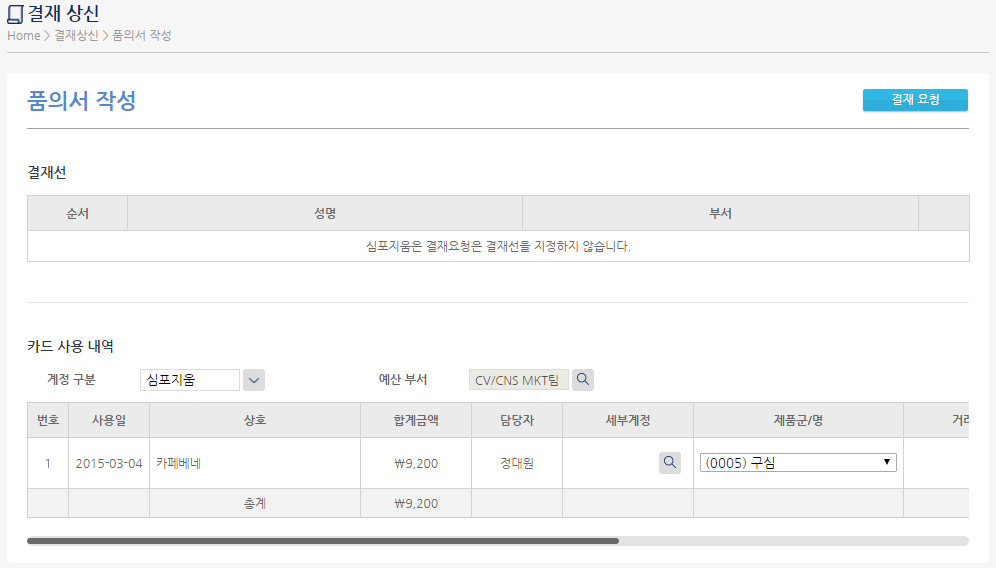 결재 상신
Home > 결재상신 > 품의서 작성
품의서 작성
결재 요청
결재선
순서 성명 부서
심포지움은 결재요청은 결재선을 지정하지 않습니다.
카드 사용 내역
계정 구분 심포지움 예산 부서 CV/CNS MKT팀
번호 사용일 상호 합계금액 담당자 세부계정 제품군/명 거래
1 2015-03-04 카페베네 ₩9,200 정대원 (0005) 구심
총계 ₩9,200